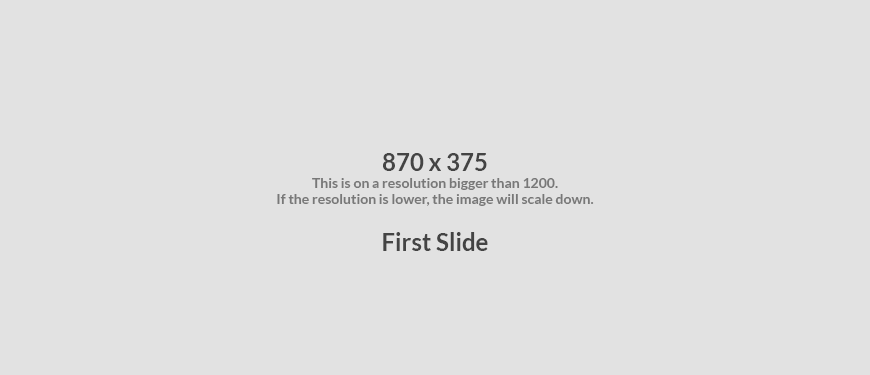 870 x 375
This is on a resolution bigger than 1200.
If the resolution is lower, the image will scale down.
First Slide